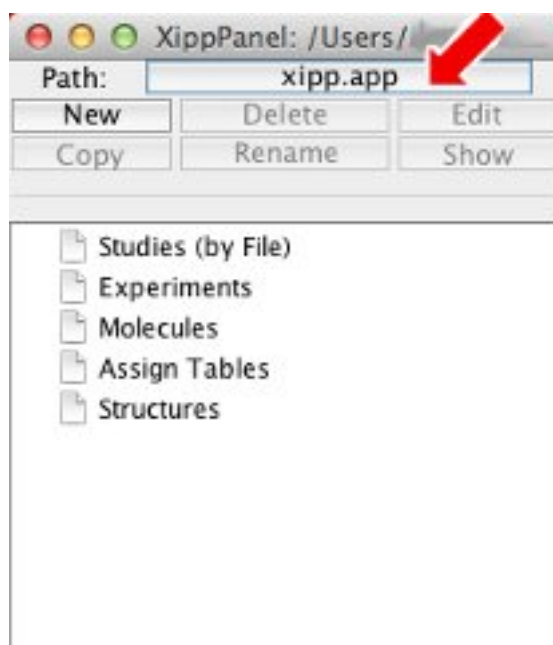 XippPanel: /Users/
Path: xipp.app
New Delete Edit
Copy Rename Show
Studies (by File)
Experiments
Molecules
Assign Tables
Structures